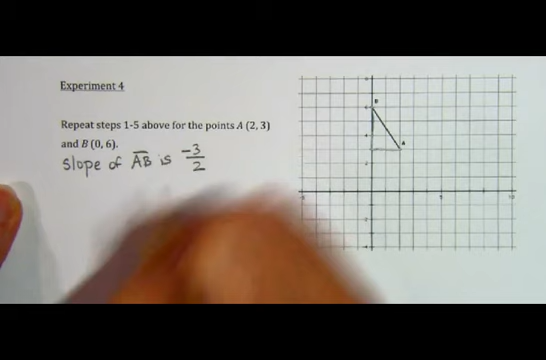 Experiment 4
Repeat steps 1-5 above for the points A (2, 3)
and B (0, 6).
slope of AB is -3/2
B
A